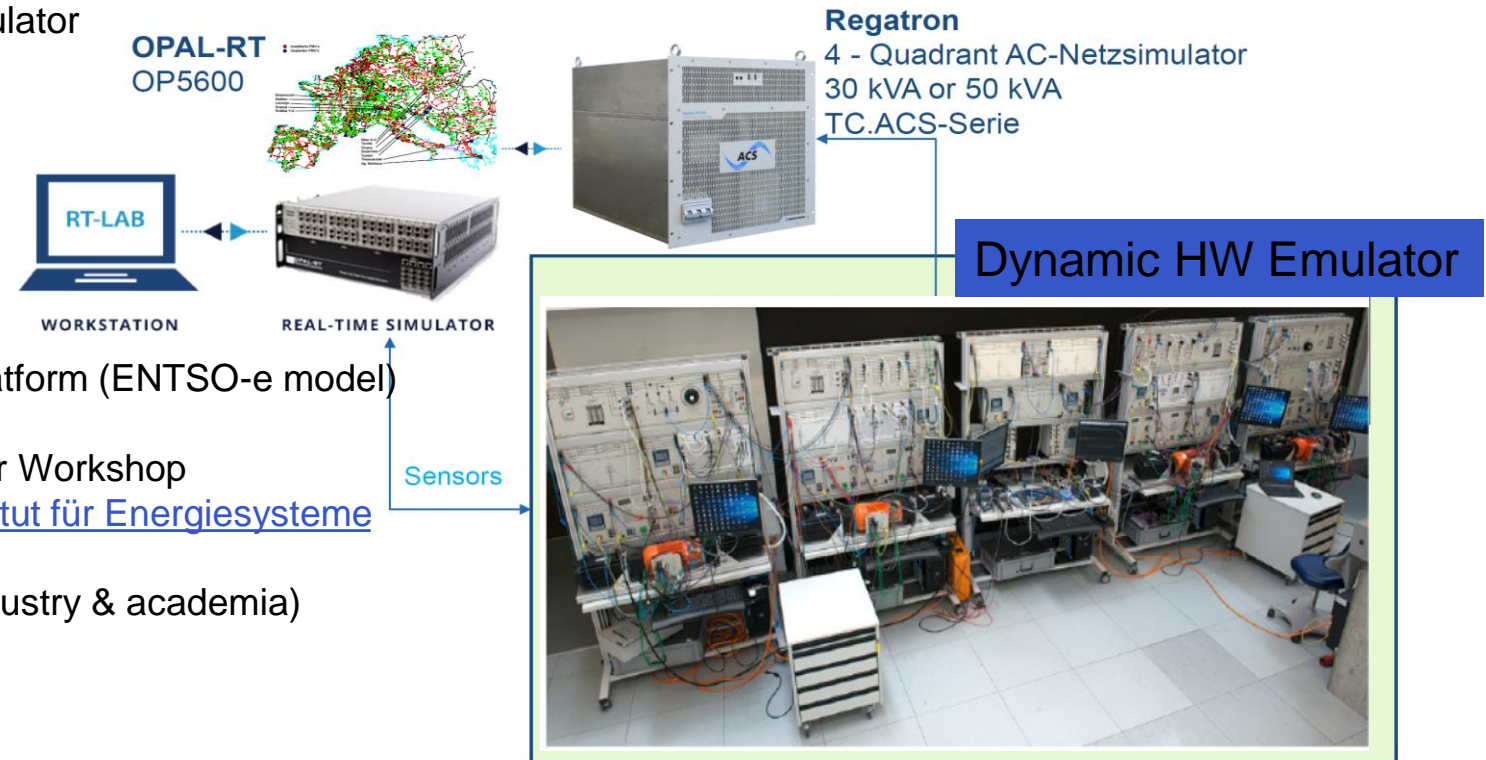 ulator
OPAL-RT
OP5600
Regatron
4 - Quadrant AC-Netzsimulator
30 kVA or 50 kVA
TC.ACS-Serie
ACS
RT-LAB
WORKSTATION
REAL-TIME SIMULATOR
Dynamic HW Emulator
atform (ENTSO-e model)
r Workshop
tut für Energiesysteme
ustry & academia)
Sensors